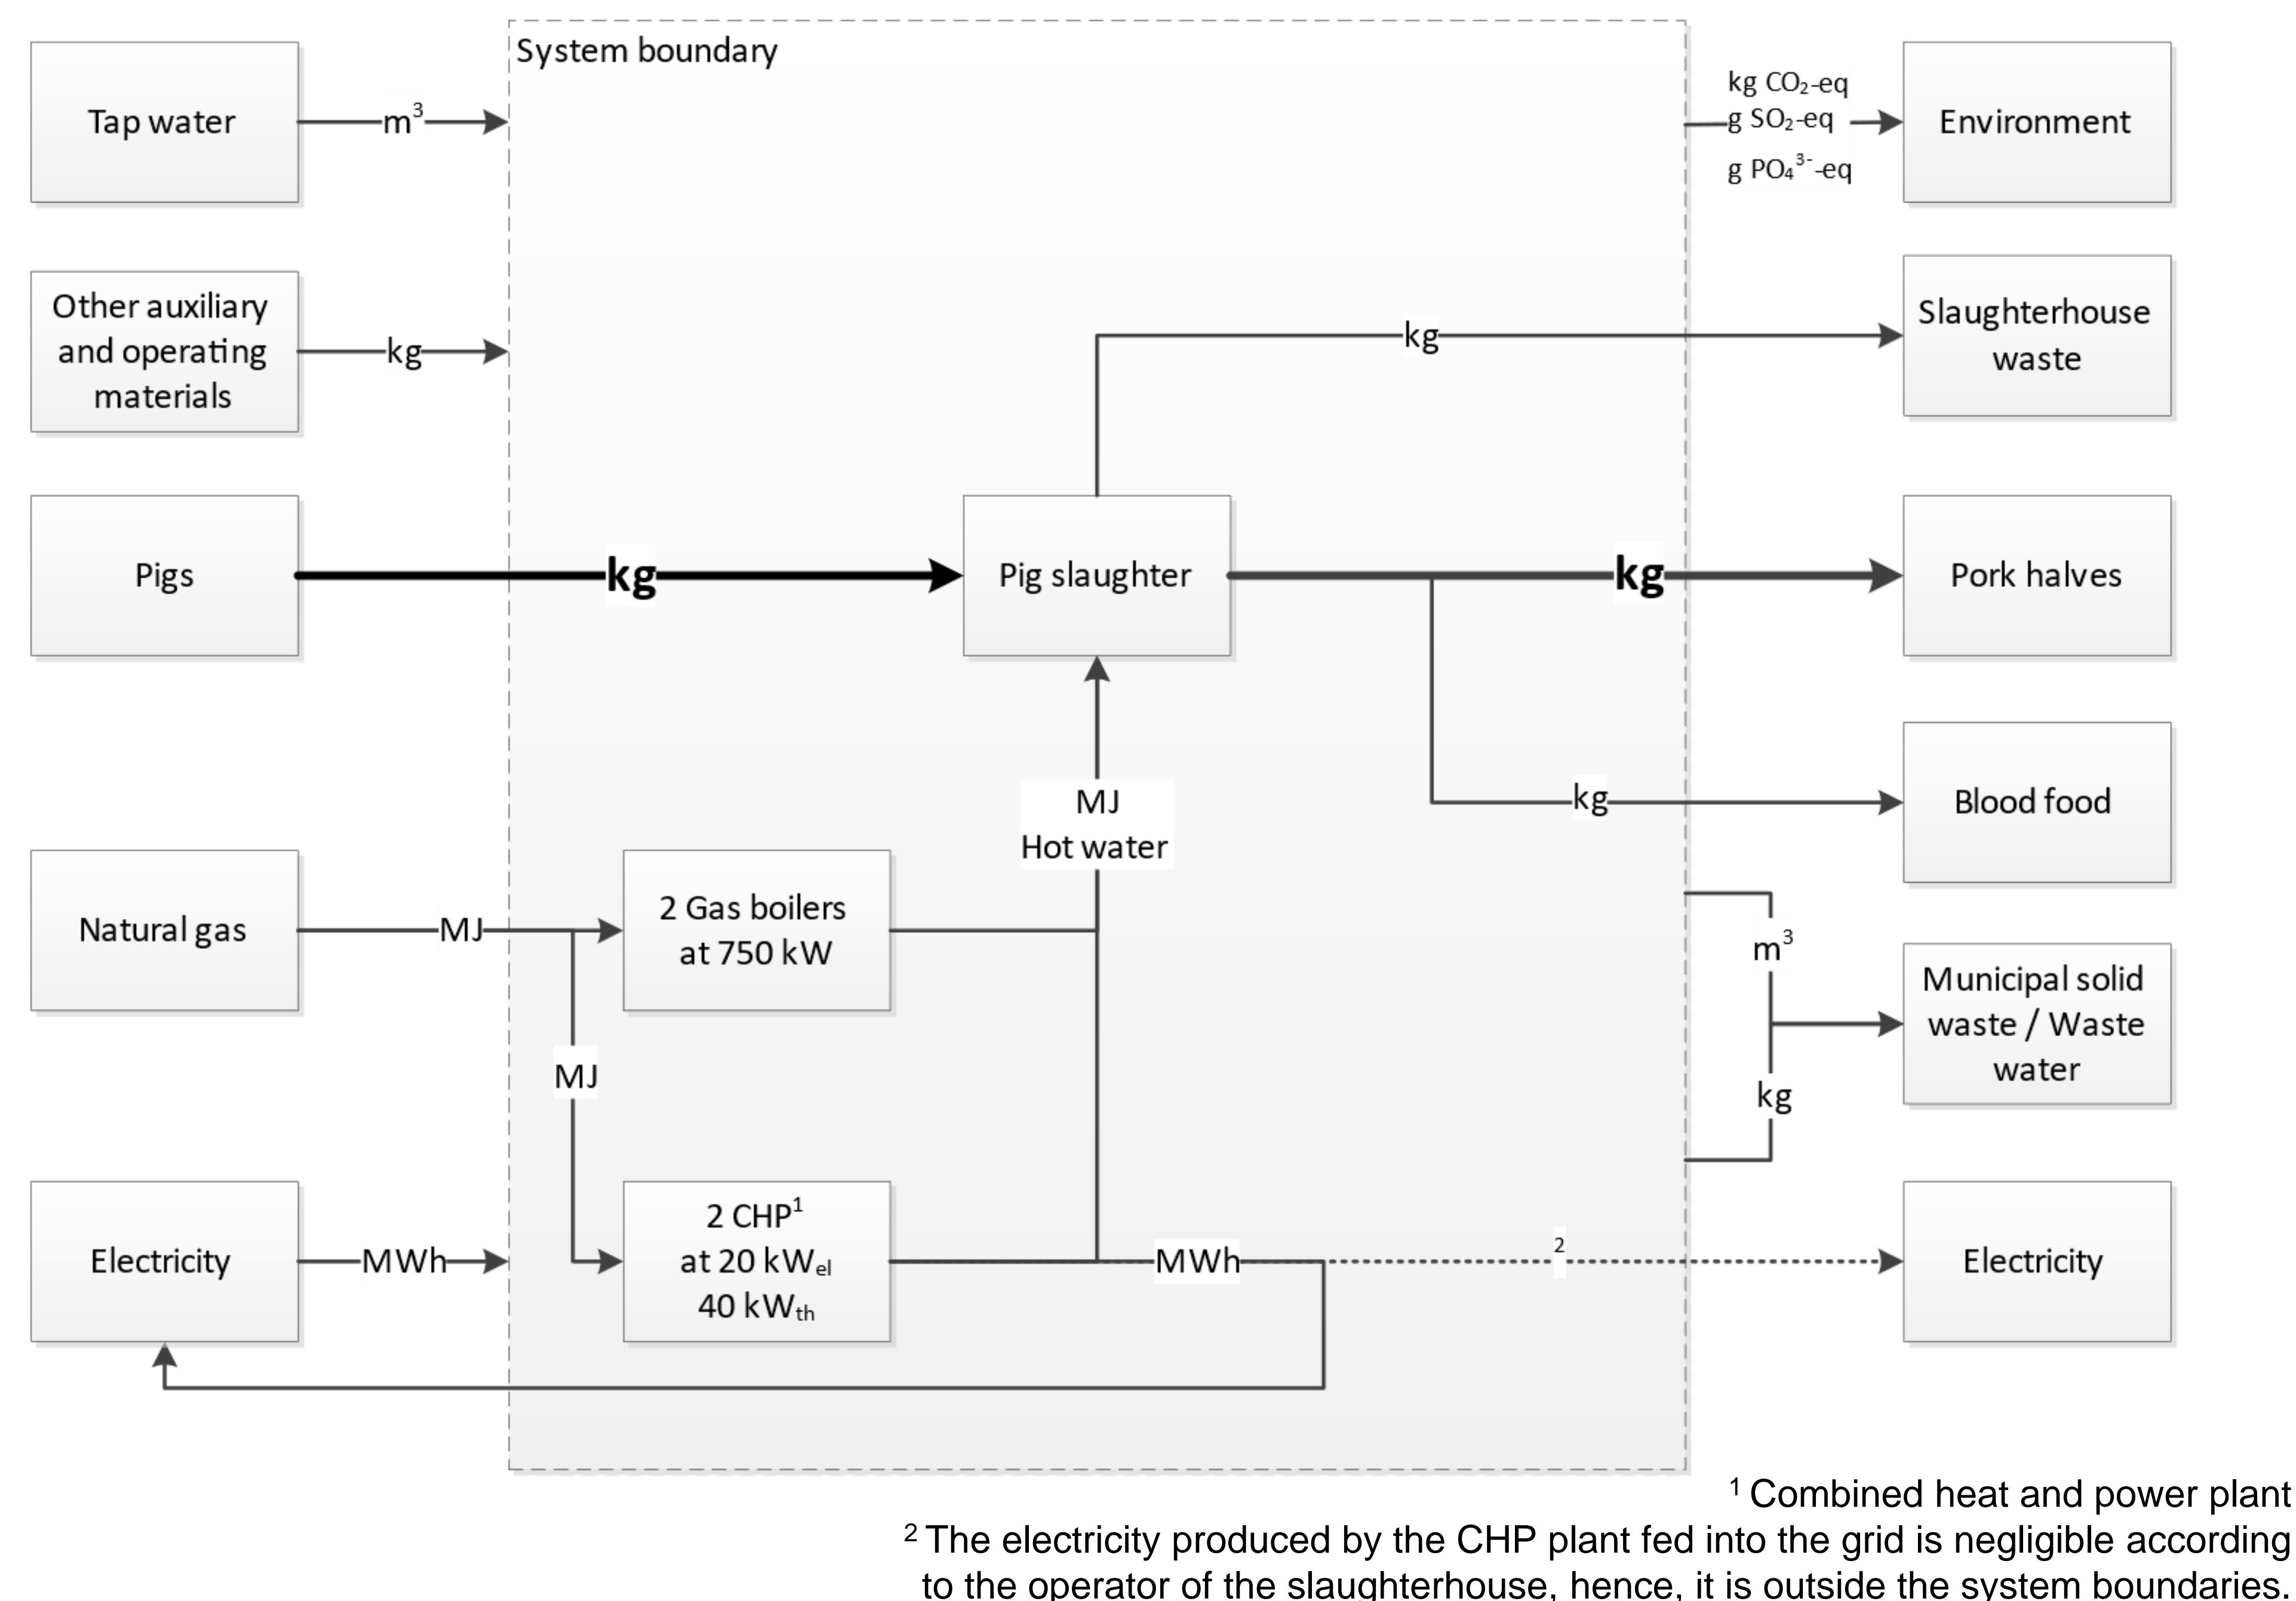 System boundary
Tap water
m³
kg CO₂-eq
g SO₂-eq
g PO₄³⁻-eq
Environment
Other auxiliary
and operating
materials
kg
kg
Slaughterhouse
waste
Pigs
kg
Pig slaughter
kg
Pork halves
MJ
Hot water
kg
Blood food
Natural gas
MJ
2 Gas boilers
at 750 kW
m³
Municipal solid
waste / Waste
water
MJ
kg
Electricity
MWh
2 CHP¹
at 20 kWₑₗ
40 kWₜₕ
MWh
2
Electricity
¹ Combined heat and power plant
² The electricity produced by the CHP plant fed into the grid is negligible according
to the operator of the slaughterhouse, hence, it is outside the system boundaries.